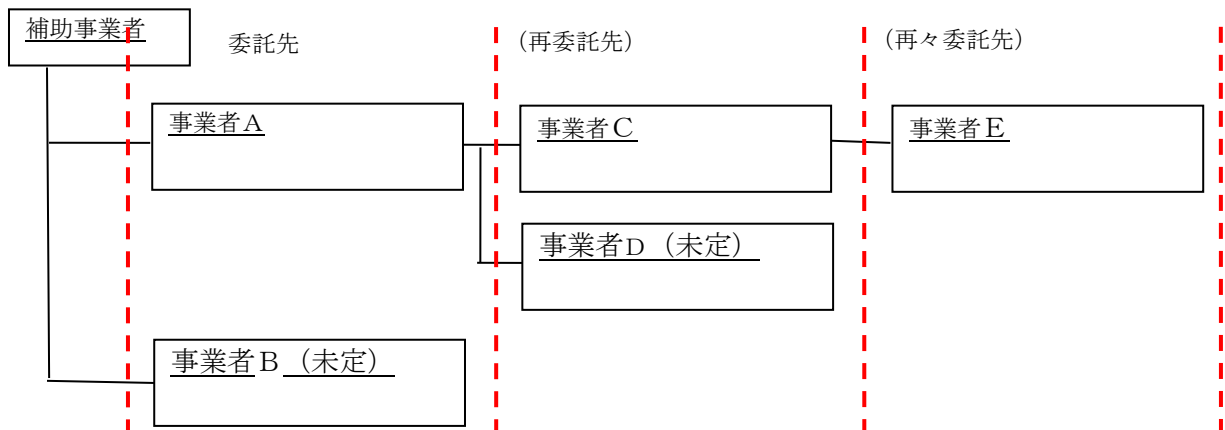 補助事業者
委託先
(再委託先)
(再々委託先)
事業者A
事業者C
事業者E
事業者D（未定）
事業者B（未定）